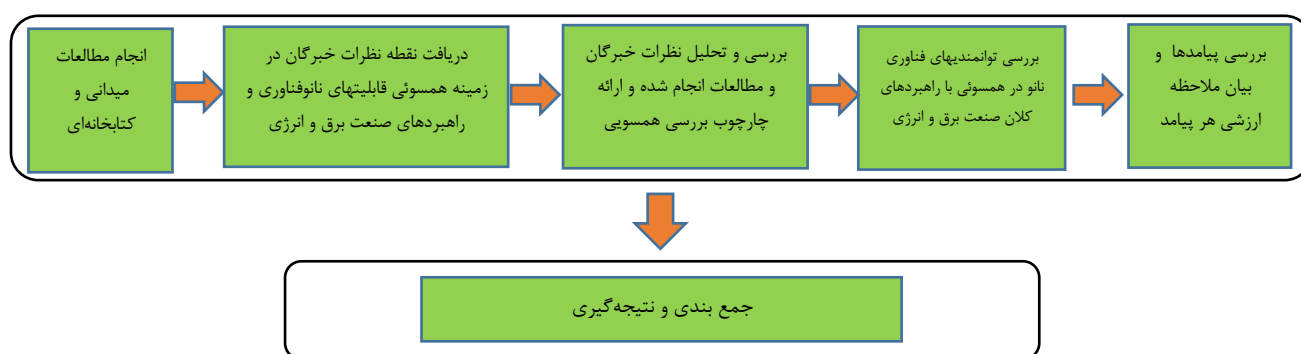 انجام مطالعات
میدانی و
کتابخانه‌ای
دریافت نقطه نظرات خبرگان در
زمینه همسوئی قابلیتهای نانوفناوری و
راهبردهای صنعت برق و انرژی
بررسی و تحلیل نظرات خبرگان
و مطالعات انجام شده و ارائه
چارچوب بررسی همسویی
بررسی توانمندیهای فناوری
نانو در همسوئی با راهبردهای
کلان صنعت برق و انرژی
بررسی پیامدها و
بیان ملاحظه
ارزشی هر پیامد
جمع بندی و نتیجه‌گیری